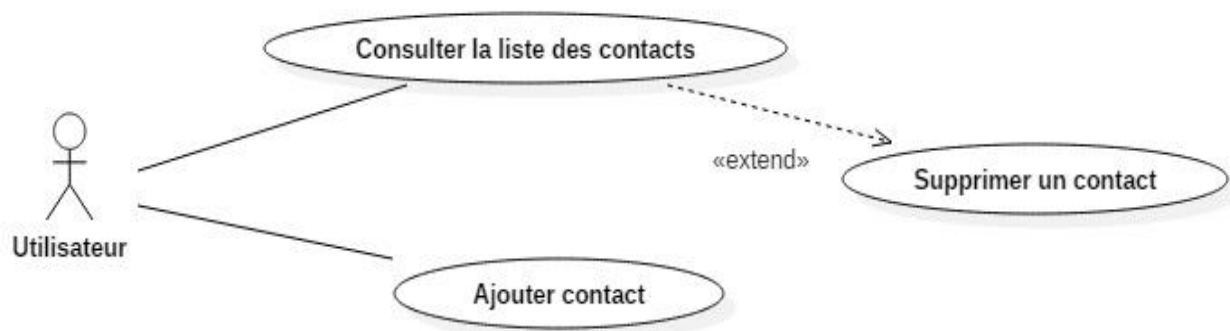 Consulter la liste des contacts
«extend»
Supprimer un contact
Utilisateur
Ajouter contact